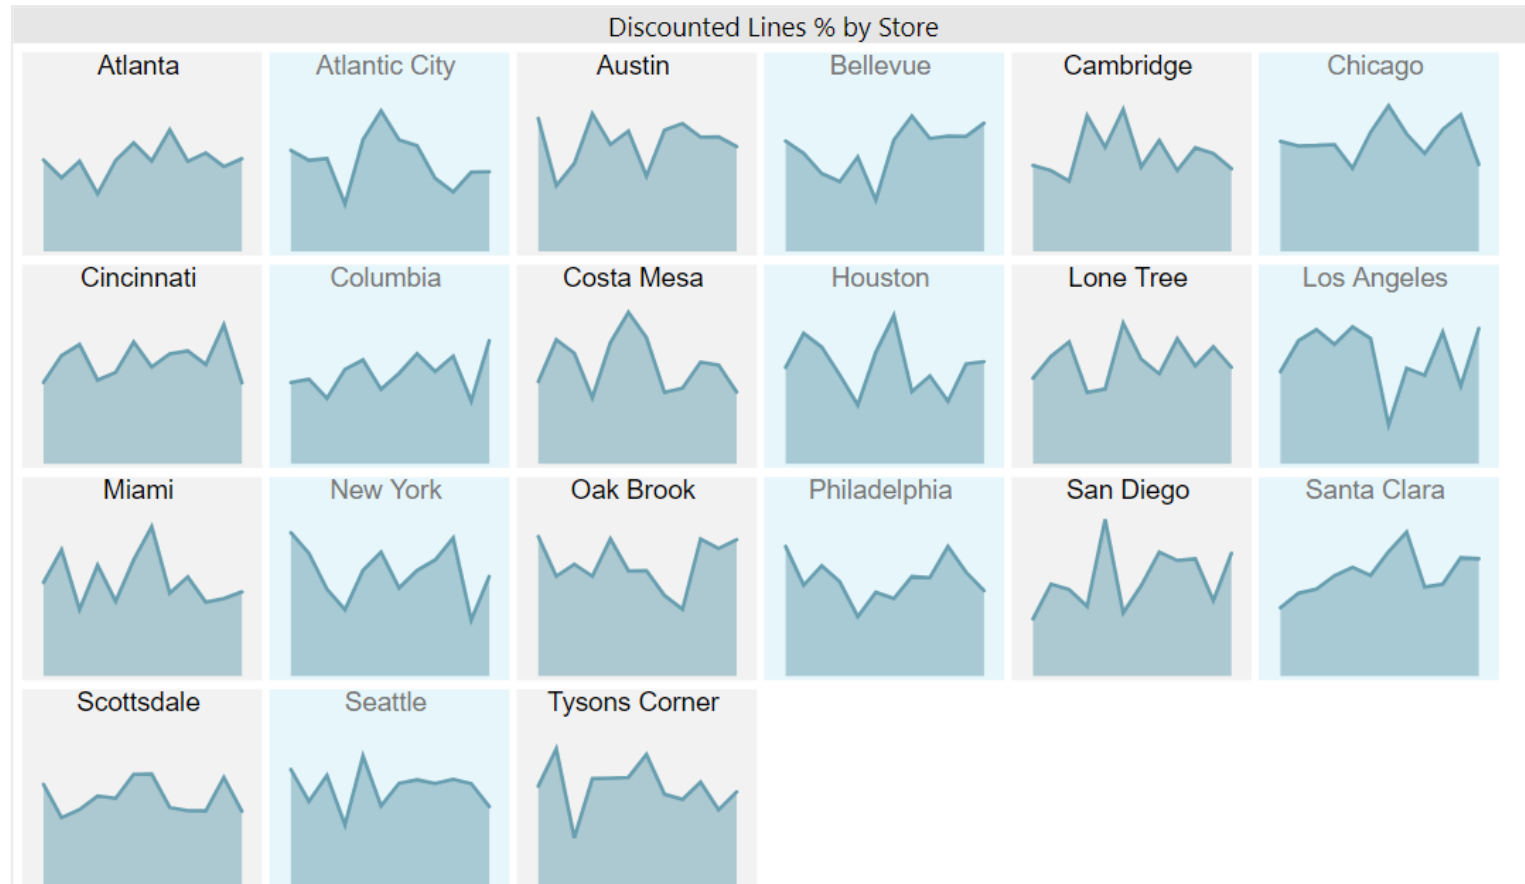 Discounted Lines % by Store
Atlanta
Atlantic City
Austin
Bellevue
Cambridge
Chicago
Cincinnati
Columbia
Costa Mesa
Houston
Lone Tree
Los Angeles
Miami
New York
Oak Brook
Philadelphia
San Diego
Santa Clara
Scottsdale
Seattle
Tysons Corner